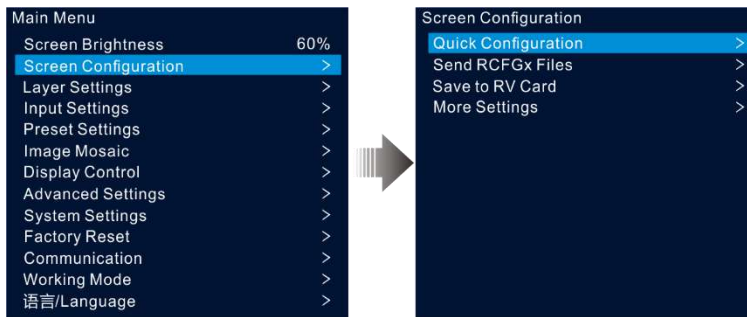 Main Menu
Screen Brightness 60%
Screen Configuration >
Layer Settings >
Input Settings >
Preset Settings >
Image Mosaic >
Display Control >
Advanced Settings >
System Settings >
Factory Reset >
Communication >
Working Mode >
语言/Language >
Screen Configuration
Quick Configuration >
Send RCFGx Files >
Save to RV Card >
More Settings >